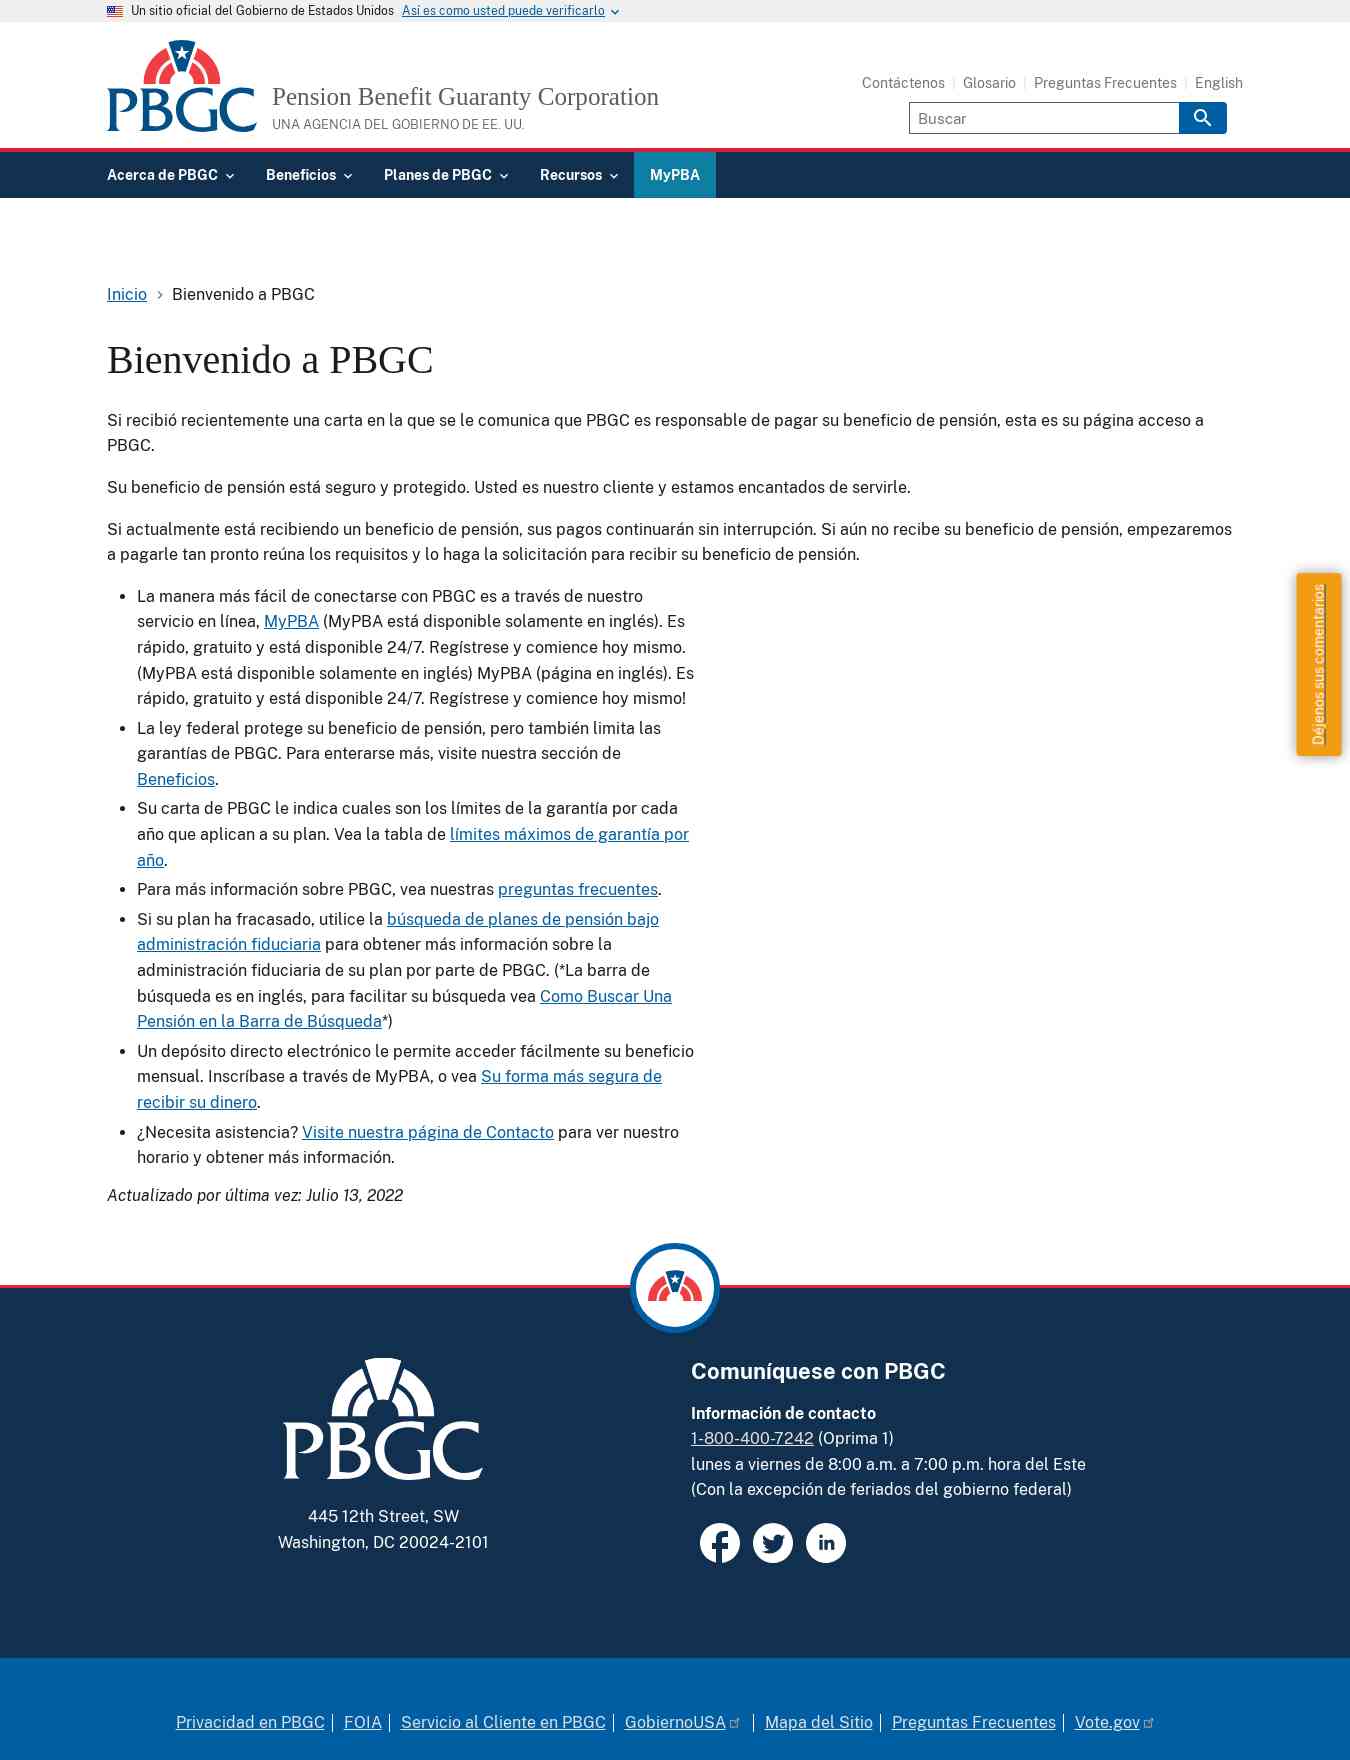 Un sitio oficial del Gobierno de Estados Unidos Así es como usted puede verificarlo
PBGC
Pension Benefit Guaranty Corporation
UNA AGENCIA DEL GOBIERNO DE EE. UU.
Contáctenos | Glosario | Preguntas Frecuentes | English
Buscar
Acerca de PBGC Beneficios Planes de PBGC Recursos MyPBA
Inicio > Bienvenido a PBGC
Bienvenido a PBGC
Si recibió recientemente una carta en la que se le comunica que PBGC es responsable de pagar su beneficio de pensión, esta es su página acceso a
PBGC.
Su beneficio de pensión está seguro y protegido. Usted es nuestro cliente y estamos encantados de servirle.
Si actualmente está recibiendo un beneficio de pensión, sus pagos continuarán sin interrupción. Si aún no recibe su beneficio de pensión, empezaremos
a pagarle tan pronto reúna los requisitos y lo haga la solicitación para recibir su beneficio de pensión.
• La manera más fácil de conectarse con PBGC es a través de nuestro
servicio en línea, MyPBA (MyPBA está disponible solamente en inglés). Es
rápido, gratuito y está disponible 24/7. Regístrese y comience hoy mismo.
(MyPBA está disponible solamente en inglés) MyPBA (página en inglés). Es
rápido, gratuito y está disponible 24/7. Regístrese y comience hoy mismo!
• La ley federal protege su beneficio de pensión, pero también limita las
garantías de PBGC. Para enterarse más, visite nuestra sección de
Beneficios.
• Su carta de PBGC le indica cuales son los límites de la garantía por cada
año que aplican a su plan. Vea la tabla de límites máximos de garantía por
año.
• Para más información sobre PBGC, vea nuestras preguntas frecuentes.
• Si su plan ha fracasado, utilice la búsqueda de planes de pensión bajo
administración fiduciaria para obtener más información sobre la
administración fiduciaria de su plan por parte de PBGC. (*La barra de
búsqueda es en inglés, para facilitar su búsqueda vea Como Buscar Una
Pensión en la Barra de Búsqueda*)
• Un depósito directo electrónico le permite acceder fácilmente su beneficio
mensual. Inscríbase a través de MyPBA, o vea Su forma más segura de
recibir su dinero.
• ¿Necesita asistencia? Visite nuestra página de Contacto para ver nuestro
horario y obtener más información.
Actualizado por última vez: Julio 13, 2022
Déjenos sus comentarios
PBGC
445 12th Street, SW
Washington, DC 20024-2101
Comuníquese con PBGC
Información de contacto
1-800-400-7242 (Oprima 1)
lunes a viernes de 8:00 a.m. a 7:00 p.m. hora del Este
(Con la excepción de feriados del gobierno federal)
Privacidad en PBGC | FOIA | Servicio al Cliente en PBGC | GobiernoUSA | Mapa del Sitio | Preguntas Frecuentes | Vote.gov